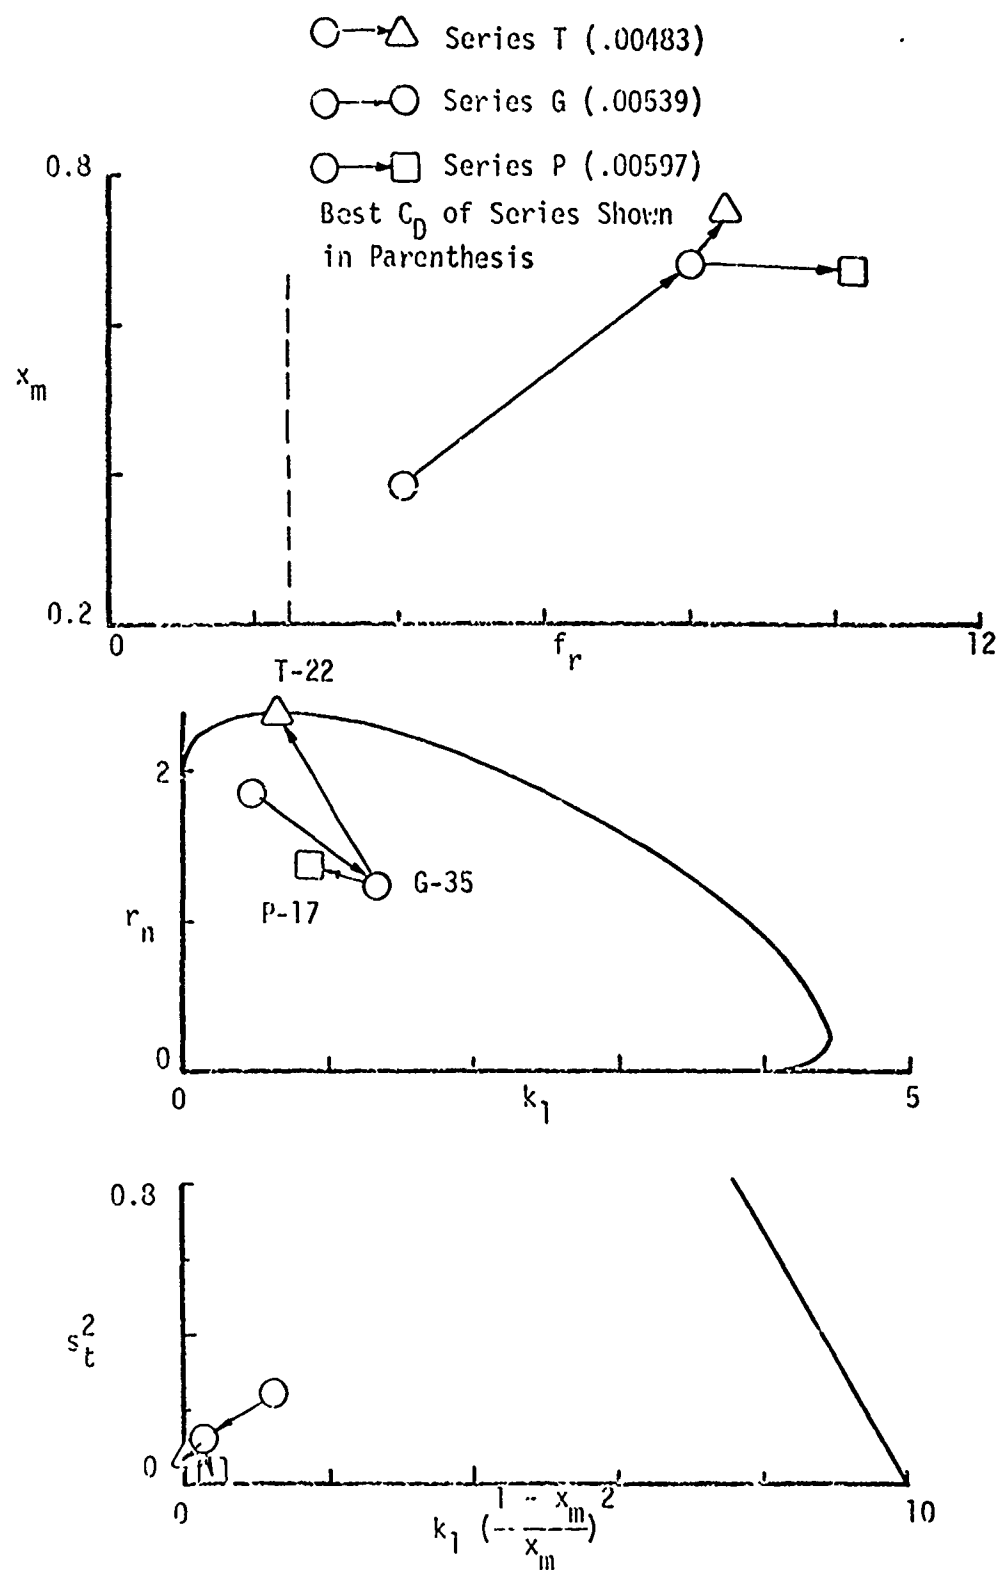 Series T (.00483)
Series G (.00539)
Series P (.00597)
Best C_D of Series Shown
in Parenthesis
0.8
x_m
0.2
0
f_r
12
T-22
2
G-35
P-17
r_n
0
0
k_1
5
0.8
s_t^2
0
0
k_1 (1 - x_m / x_m)^2
10